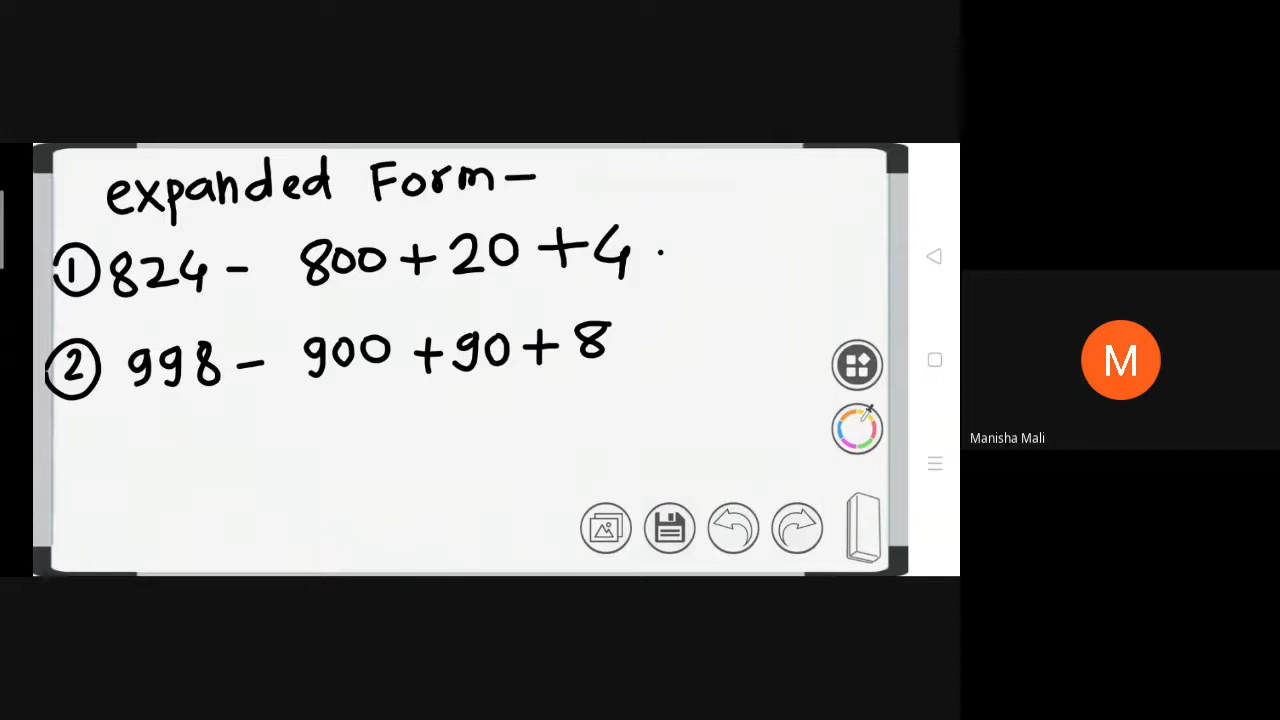 expanded Form-
① 824 - 800 + 20 + 4 .
② 998 - 900 + 90 + 8
M
Manisha Mali